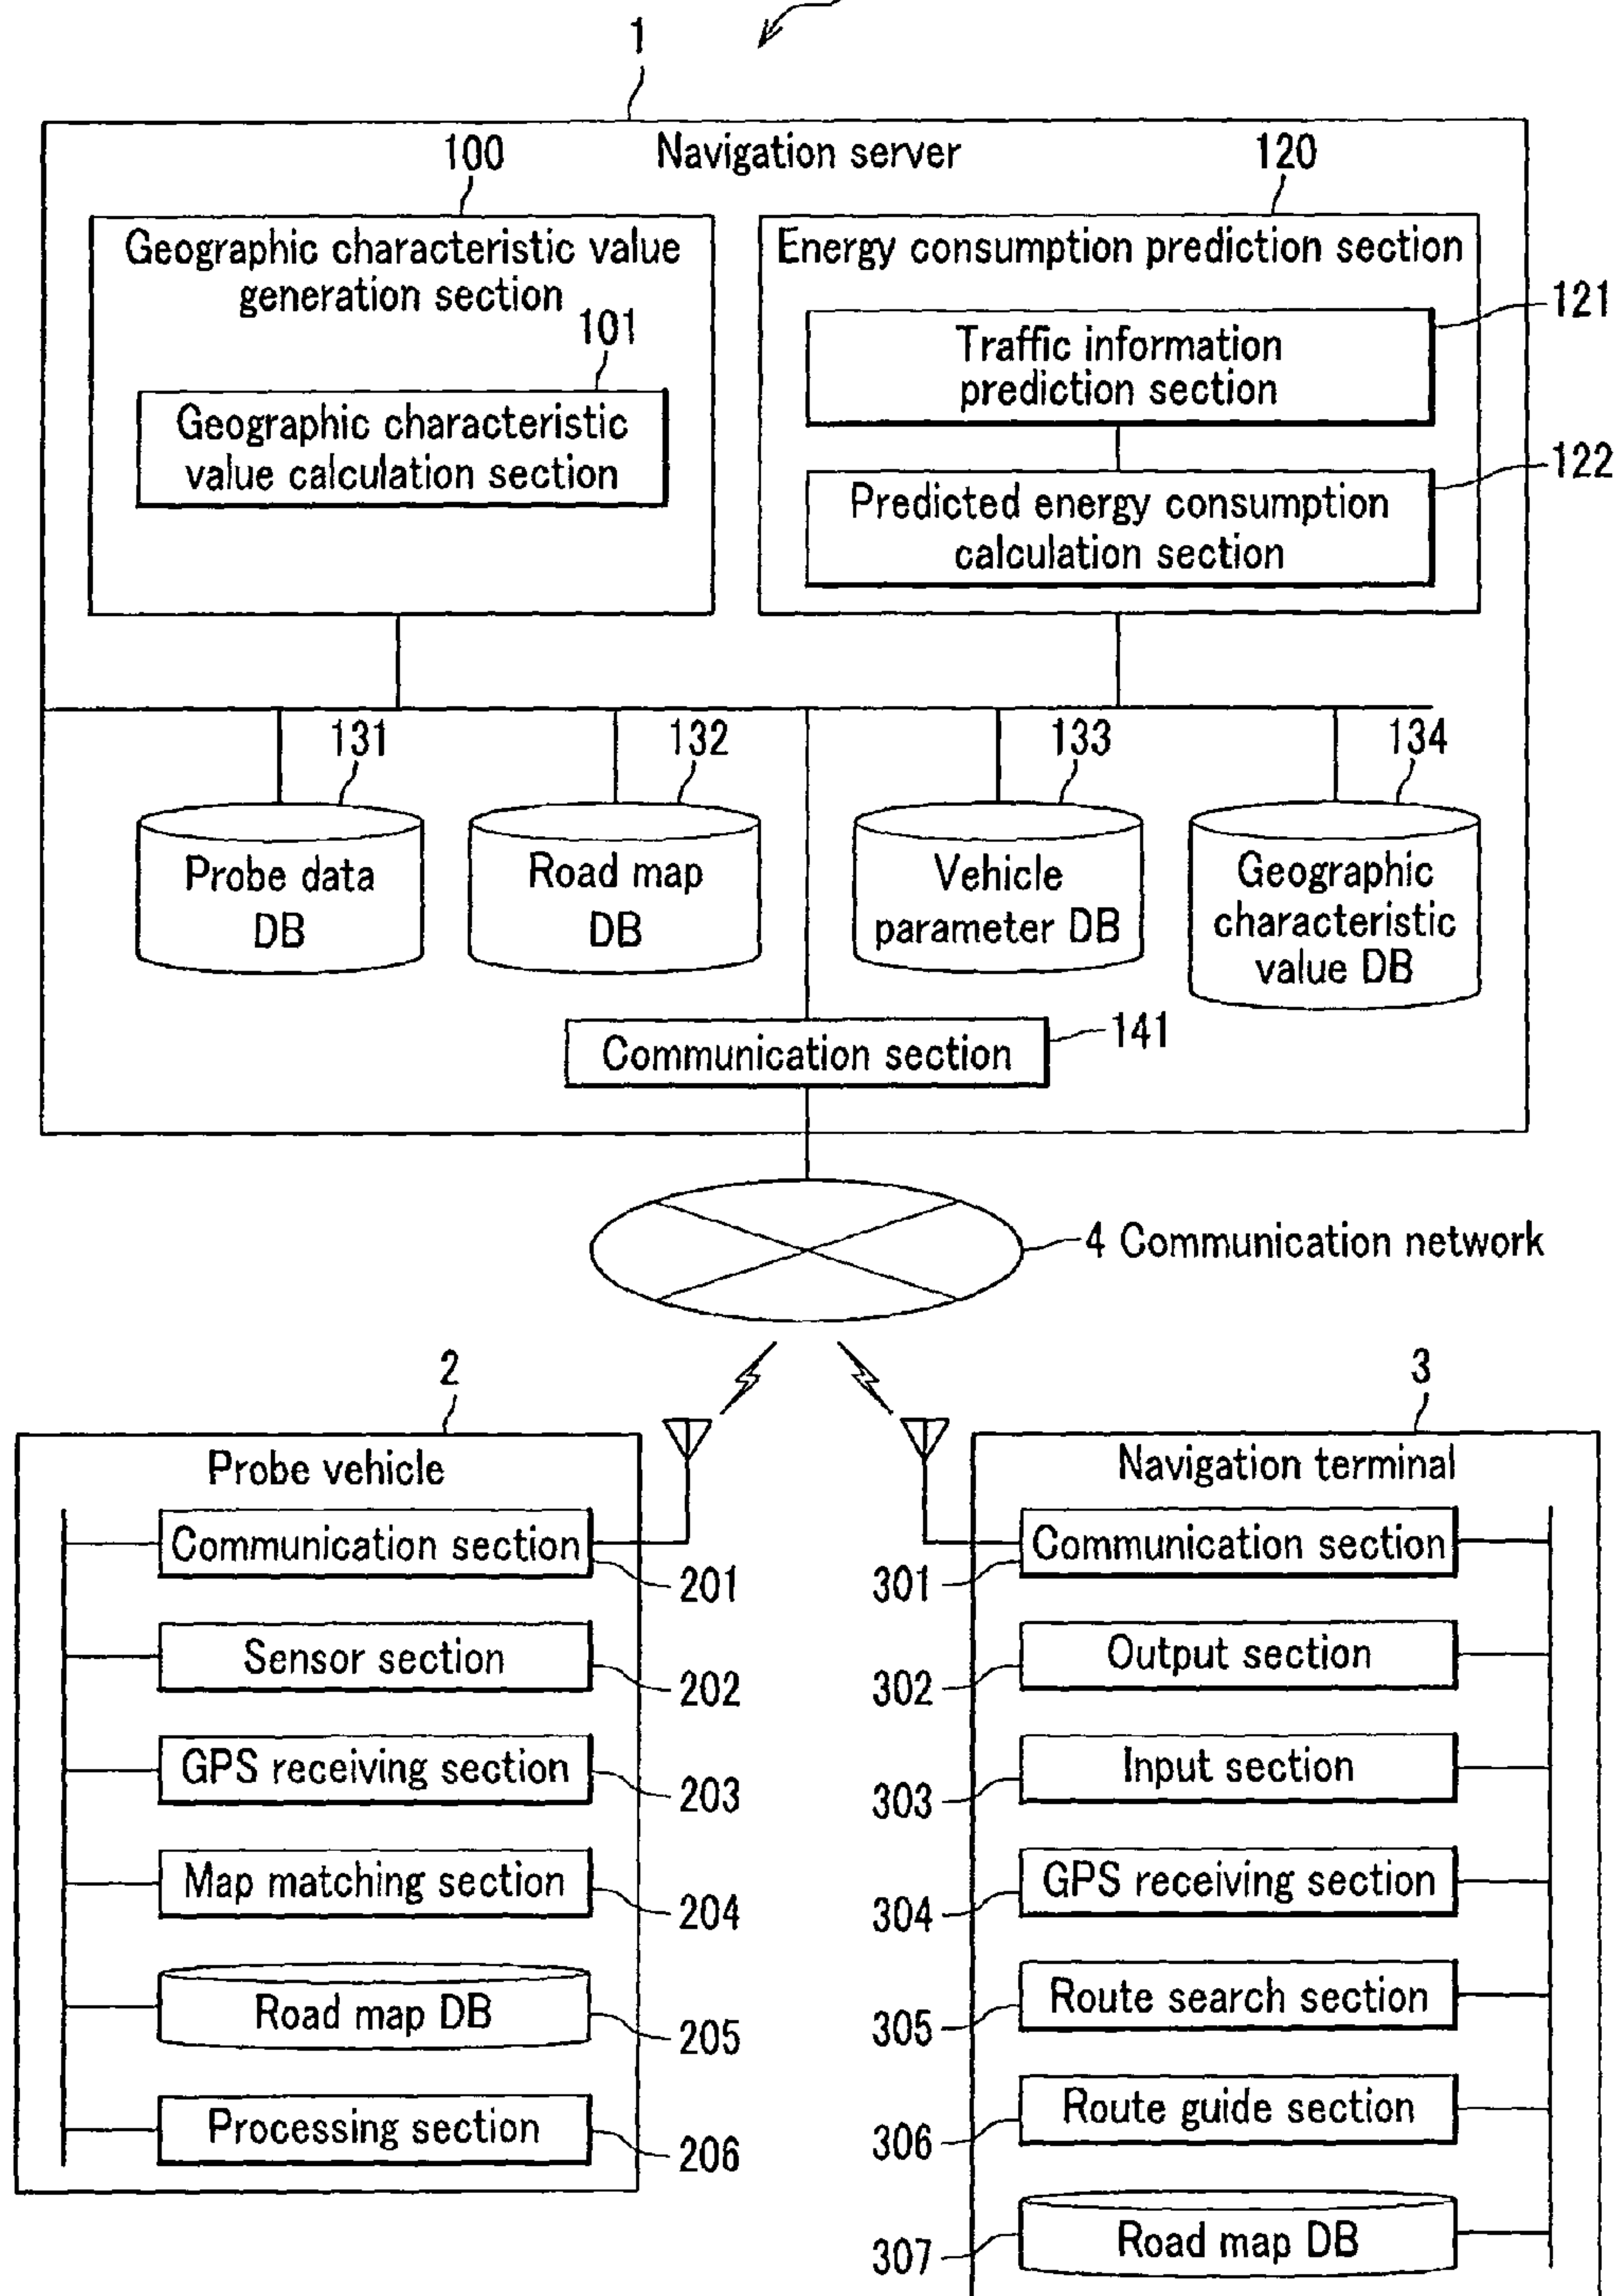 1
Navigation server
100
120
Geographic characteristic value
generation section
101
Geographic characteristic
value calculation section
Energy consumption prediction section
121
Traffic information
prediction section
122
Predicted energy consumption
calculation section
131
132
133
134
Probe data
DB
Road map
DB
Vehicle
parameter DB
Geographic
characteristic
value DB
Communication section
141
4 Communication network
2
Probe vehicle
Communication section
201
Sensor section
202
GPS receiving section
203
Map matching section
204
Road map DB
205
Processing section
206
3
Navigation terminal
Communication section
301
Output section
302
Input section
303
GPS receiving section
304
Route search section
305
Route guide section
306
Road map DB
307